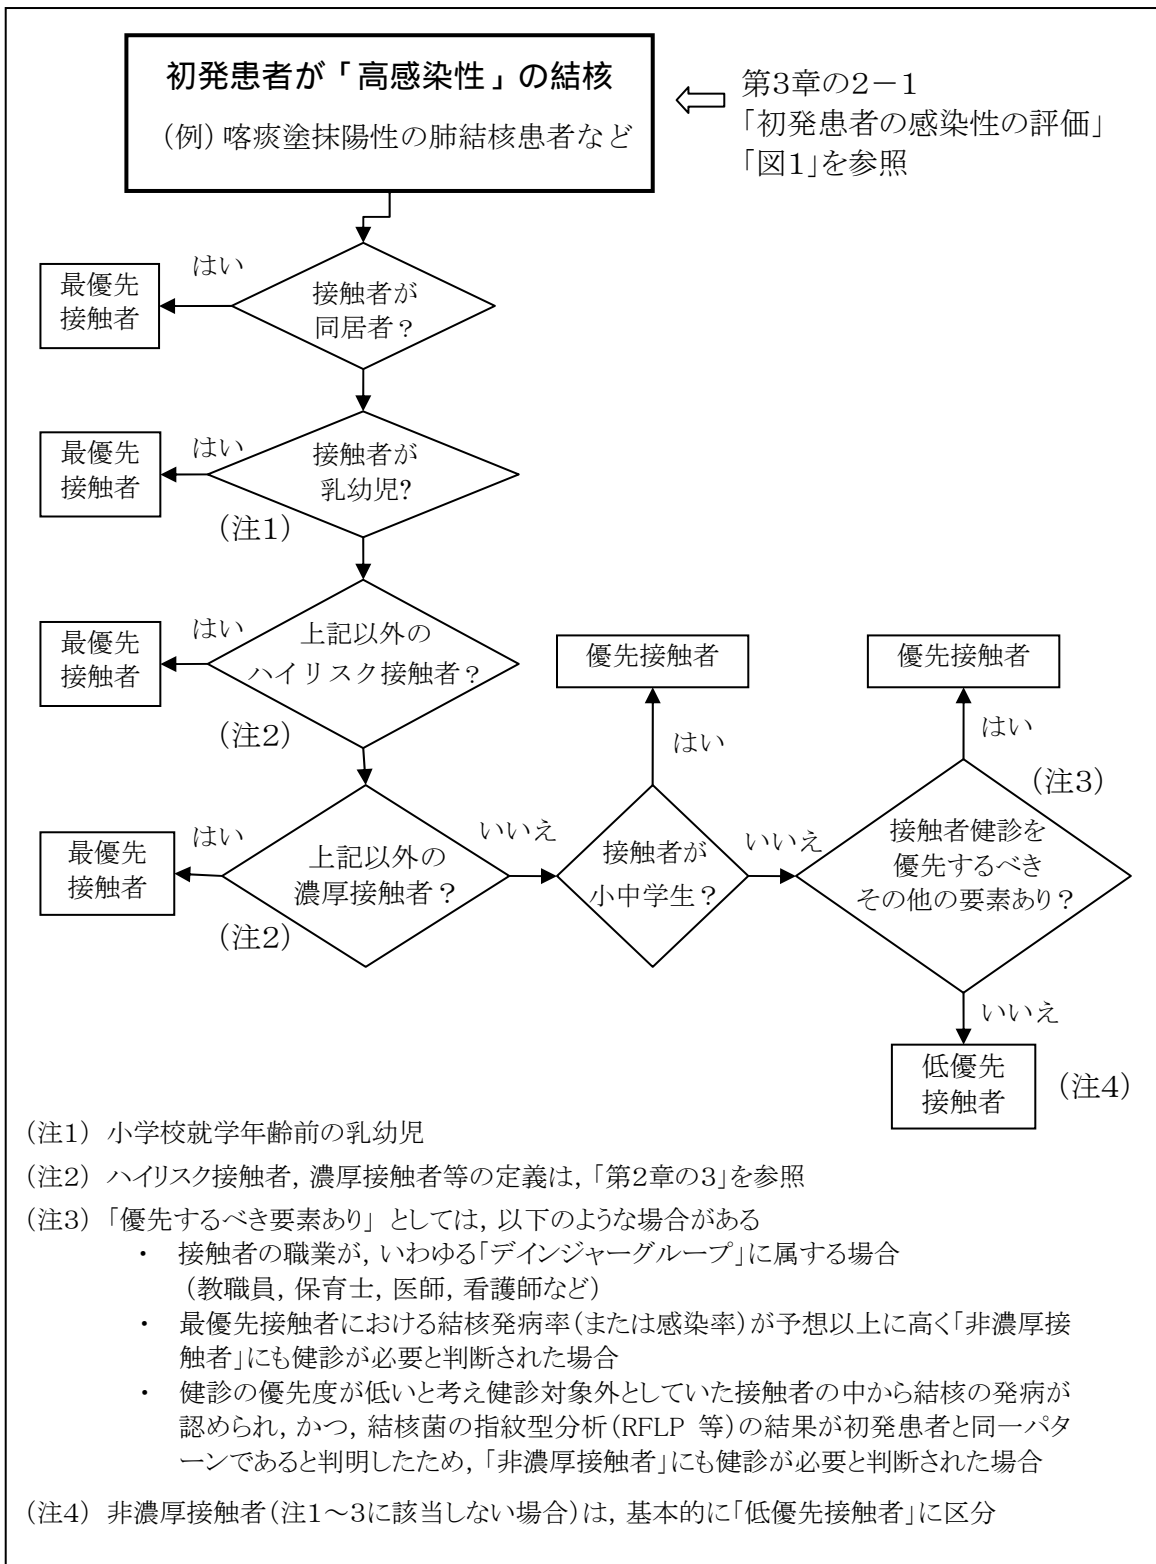 初発患者が「高感染性」の結核
(例) 喀痰塗抹陽性の肺結核患者など
第3章の2-1
「初発患者の感染性の評価」
「図1」を参照
はい
最優先
接触者
接触者が
同居者?
はい
最優先
接触者
接触者が
乳幼児?
(注1)
はい
最優先
接触者
上記以外の
ハイリスク接触者?
(注2)
優先接触者
はい
優先接触者
はい
(注3)
はい
最優先
接触者
上記以外の
濃厚接触者?
(注2)
いいえ
接触者が
小中学生?
いいえ
接触者健診を
優先するべき
その他の要素あり?
いいえ
低優先
接触者
(注4)
(注1) 小学校就学年齢前の乳幼児
(注2) ハイリスク接触者, 濃厚接触者等の定義は, 「第2章の3」を参照
(注3) 「優先するべき要素あり」 としては, 以下のような場合がある
・ 接触者の職業が, いわゆる「デインジャーグループ」に属する場合
(教職員, 保育士, 医師, 看護師など)
・ 最優先接触者における結核発病率(または感染率)が予想以上に高く「非濃厚接
触者」にも健診が必要と判断された場合
・ 健診の優先度が低いと考え健診対象外としていた接触者の中から結核の発病が
認められ, かつ, 結核菌の指紋型分析(RFLP 等)の結果が初発患者と同一パタ
ーンであると判明したため, 「非濃厚接触者」にも健診が必要と判断された場合
(注4) 非濃厚接触者(注1～3に該当しない場合)は, 基本的に「低優先接触者」に区分